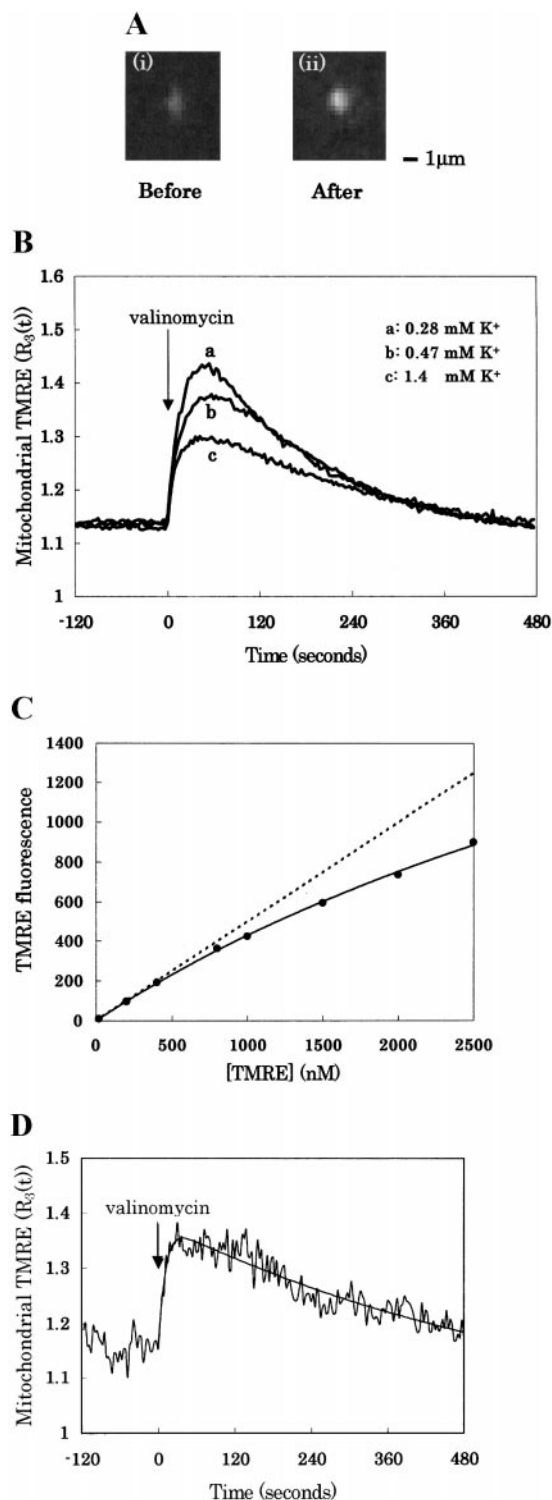 A
(i) (ii)
1μm
Before After
B
Mitochondrial TMRE (R₃(t))
1.6
1.5
1.4
1.3
1.2
1.1
1
valinomycin
a
b
c
a: 0.28 mM K⁺
b: 0.47 mM K⁺
c: 1.4 mM K⁺
-120 0 120 240 360 480
Time (seconds)
C
TMRE fluorescence
1400
1200
1000
800
600
400
200
0
0 500 1000 1500 2000 2500
[TMRE] (nM)
D
Mitochondrial TMRE (R₃(t))
1.5
1.4
1.3
1.2
1.1
1
valinomycin
-120 0 120 240 360 480
Time (seconds)